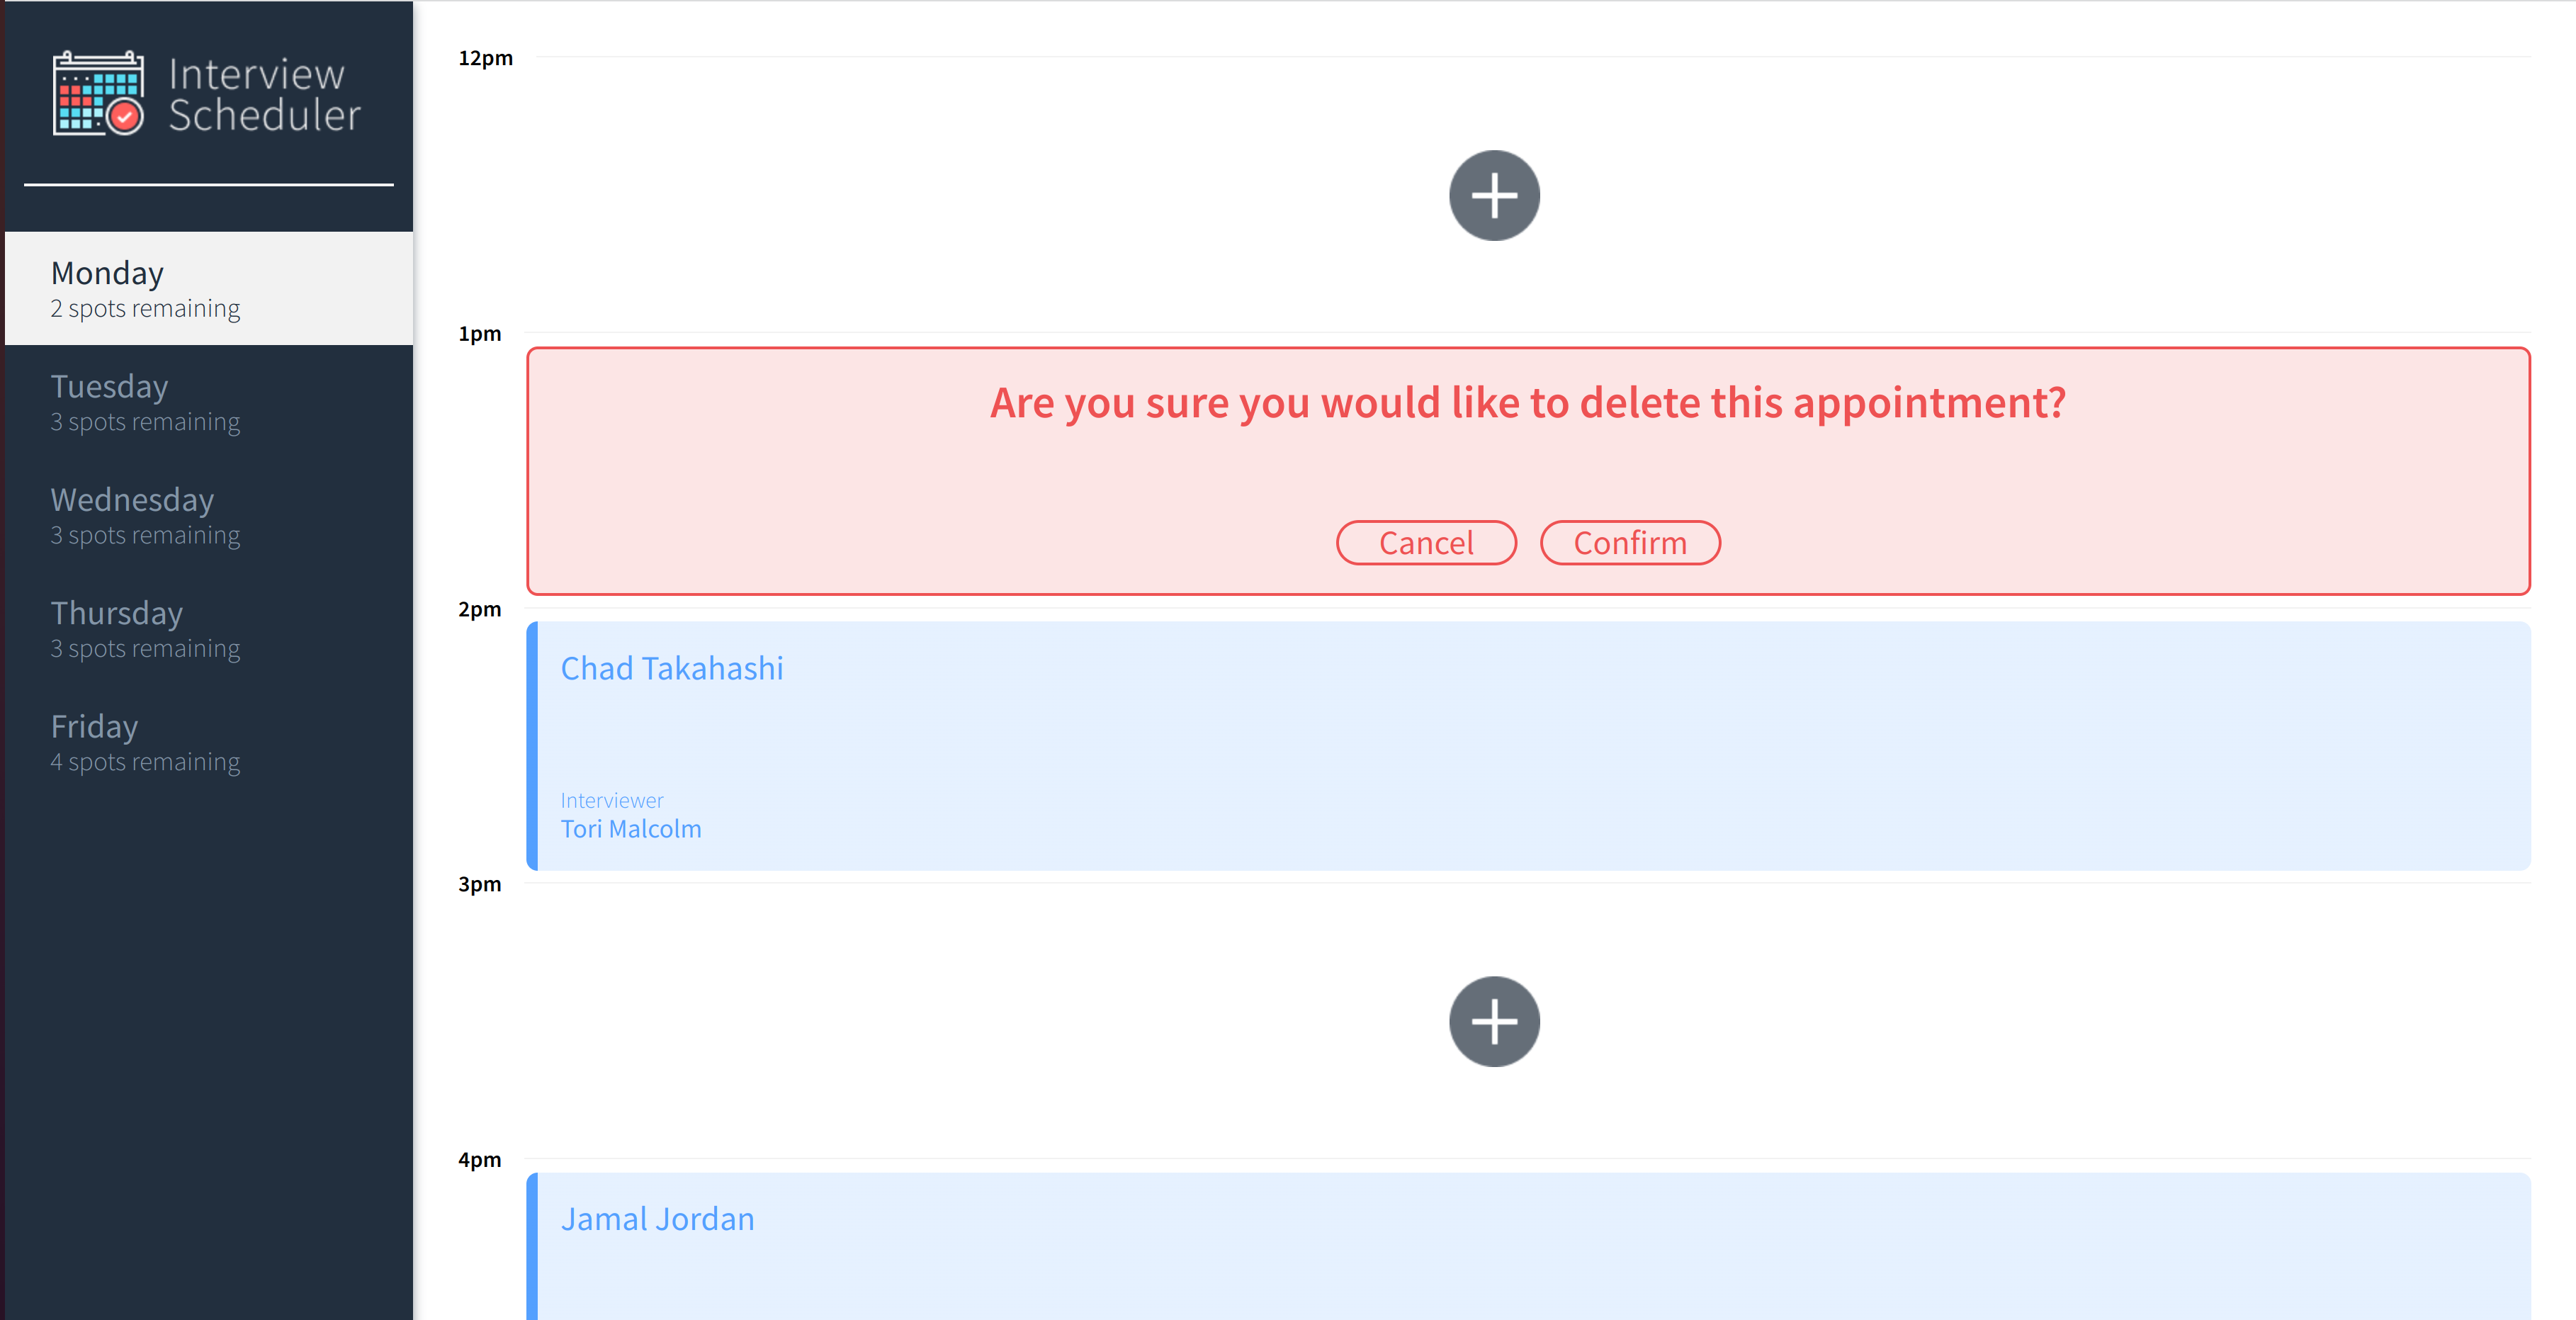 Interview
Scheduler
Monday
2 spots remaining
Tuesday
3 spots remaining
Wednesday
3 spots remaining
Thursday
3 spots remaining
Friday
4 spots remaining
12pm
1pm
Are you sure you would like to delete this appointment?
Cancel Confirm
2pm
Chad Takahashi
Interviewer
Tori Malcolm
3pm
4pm
Jamal Jordan